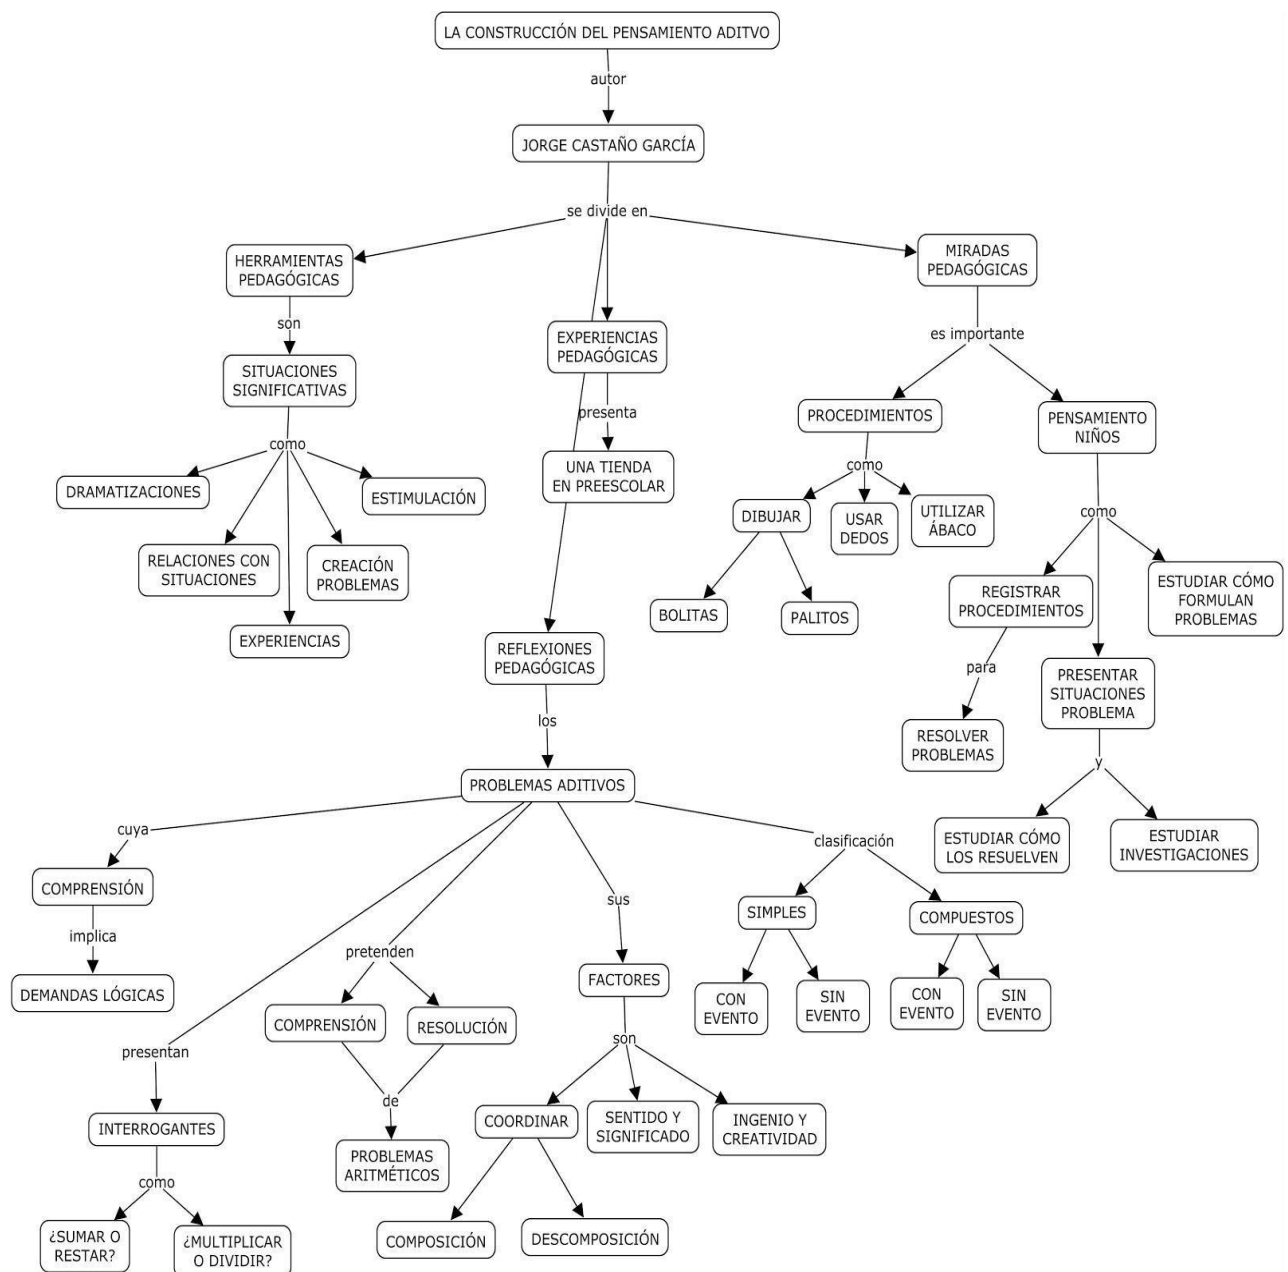 LA CONSTRUCCIÓN DEL PENSAMIENTO ADITVO
autor
JORGE CASTAÑO GARCÍA
se divide en
HERRAMIENTAS
PEDAGÓGICAS
son
SITUACIONES
SIGNIFICATIVAS
como
DRAMATIZACIONES
ESTIMULACIÓN
RELACIONES CON
SITUACIONES
CREACIÓN
PROBLEMAS
EXPERIENCIAS
EXPERIENCIAS
PEDAGÓGICAS
presenta
UNA TIENDA
EN PREESCOLAR
MIRADAS
PEDAGÓGICAS
es importante
PROCEDIMIENTOS
como
DIBUJAR
USAR
DEDOS
UTILIZAR
ÁBACO
BOLITAS
PALITOS
PENSAMIENTO
NIÑOS
como
REGISTRAR
PROCEDIMIENTOS
ESTUDIAR CÓMO
FORMULAN
PROBLEMAS
para
RESOLVER
PROBLEMAS
PRESENTAR
SITUACIONES
PROBLEMA
y
ESTUDIAR CÓMO
LOS RESUELVEN
ESTUDIAR
INVESTIGACIONES
REFLEXIONES
PEDAGÓGICAS
los
PROBLEMAS ADITIVOS
cuya
COMPRENSIÓN
implica
DEMANDAS LÓGICAS
presentan
INTERROGANTES
como
¿SUMAR O
RESTAR?
¿MULTIPLICAR
O DIVIDIR?
pretenden
COMPRENSIÓN
RESOLUCIÓN
de
PROBLEMAS
ARITMÉTICOS
sus
FACTORES
son
COORDINAR
SENTIDO Y
SIGNIFICADO
INGENIO Y
CREATIVIDAD
COMPOSICIÓN
DESCOMPOSICIÓN
clasificación
SIMPLES
CON
EVENTO
SIN
EVENTO
COMPUESTOS
CON
EVENTO
SIN
EVENTO